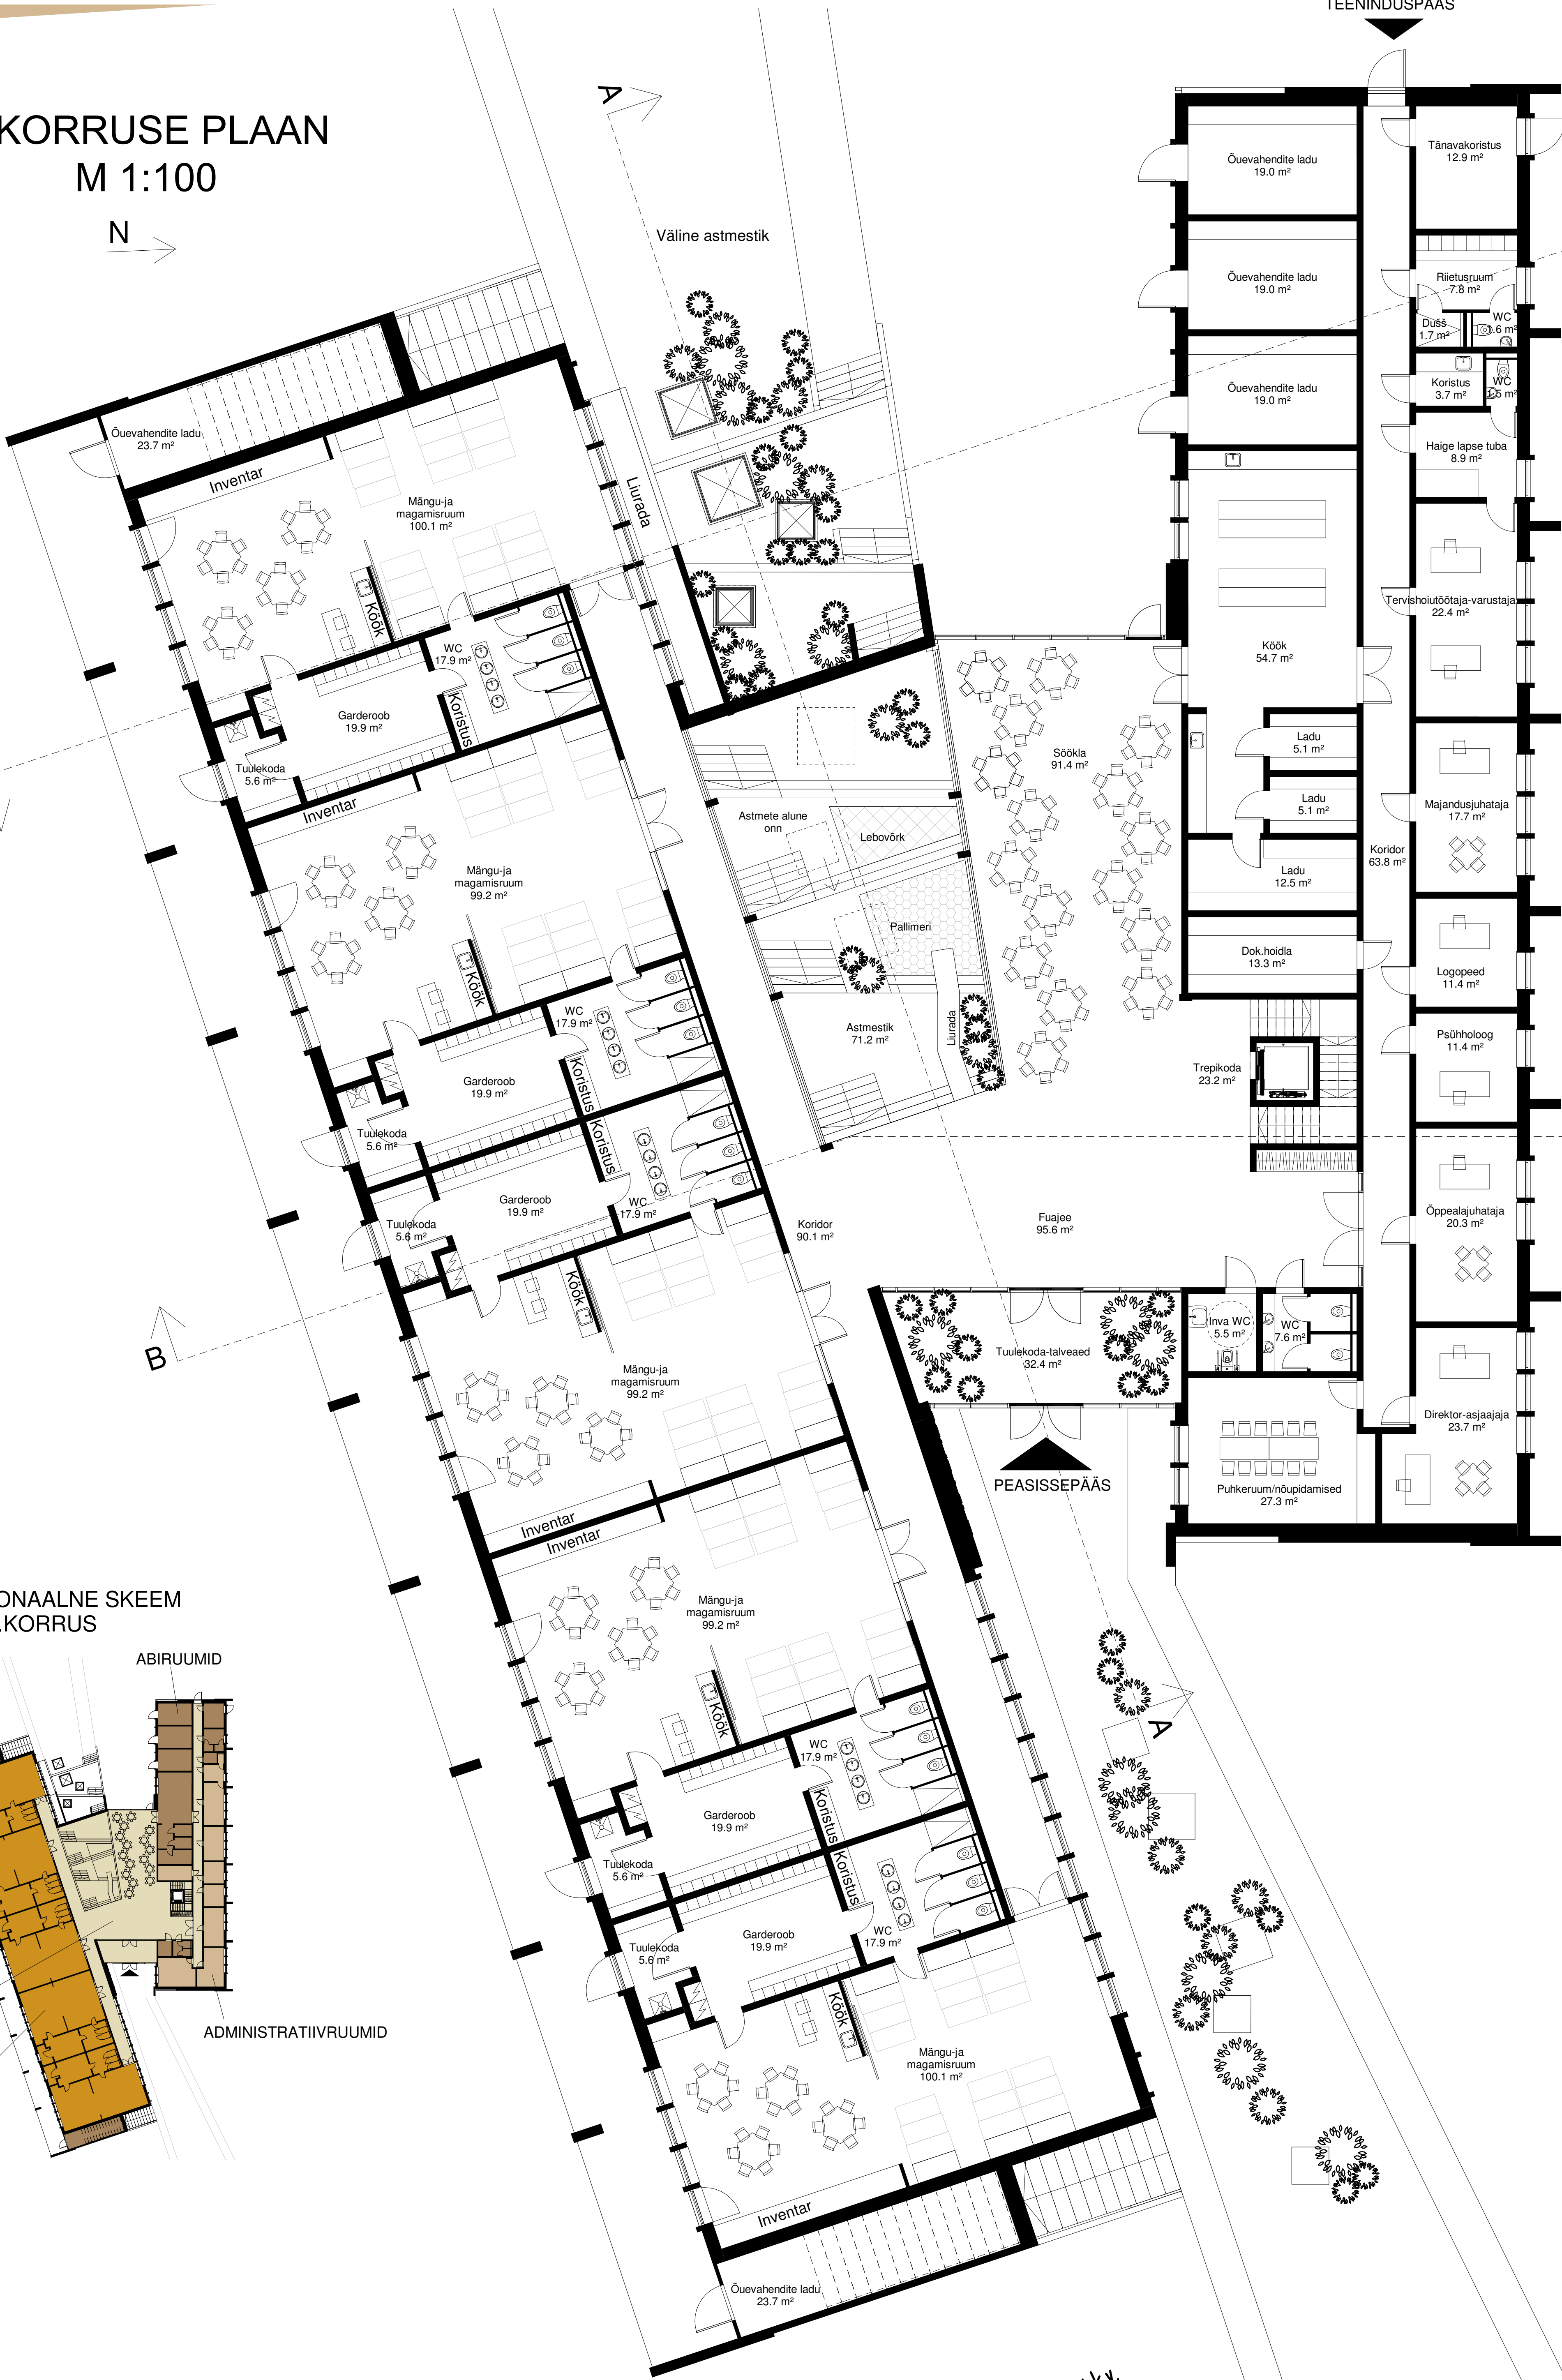 TEENINDUSPÄÄS
KORRUSE PLAAN
M 1:100
N
A
Väline astmestik
Õuevahendite ladu
19.0 m²
Tänavakoristus
12.9 m²
Õuevahendite ladu
19.0 m²
Riietusruum
7.8 m²
Dušš
1.7 m²
WC
1.6 m²
Õuevahendite ladu
19.0 m²
Koristus
3.7 m²
WC
1.5 m²
Haige lapse tuba
8.9 m²
Õuevahendite ladu
23.7 m²
Inventar
Mängu-ja
magamisruum
100.1 m²
Liurada
Köök
WC
17.9 m²
Koristus
Garderoob
19.9 m²
Tuulekoda
5.6 m²
Tervishoiutöötaja-varustaja
22.4 m²
Köök
54.7 m²
Ladu
5.1 m²
Ladu
5.1 m²
Majandusjuhataja
17.7 m²
Söökla
91.4 m²
Koridor
63.8 m²
Ladu
12.5 m²
Inventar
Astmete alune
onn
Lebovõrk
Mängu-ja
magamisruum
99.2 m²
Pallimeri
Dok.hoidla
13.3 m²
Logopeed
11.4 m²
Köök
WC
17.9 m²
Astmestik
71.2 m²
Liurada
Psühholoog
11.4 m²
Trepikoda
23.2 m²
Garderoob
19.9 m²
Koristus
Tuulekoda
5.6 m²
Koristus
Garderoob
19.9 m²
WC
17.9 m²
Tuulekoda
5.6 m²
Koridor
90.1 m²
Fuajee
95.6 m²
Õppealajuhataja
20.3 m²
Köök
B
Mängu-ja
magamisruum
99.2 m²
Tuulekoda-talveaed
32.4 m²
Inva WC
5.5 m²
WC
7.6 m²
Direktor-asjaajaja
23.7 m²
PEASISSEPÄÄS
Puhkeruum/nõupidamised
27.3 m²
Inventar
Inventar
Mängu-ja
magamisruum
99.2 m²
ONAALNE SKEEM
.KORRUS
ABIRUUMID
Köök
A
WC
17.9 m²
Garderoob
19.9 m²
Koristus
Tuulekoda
5.6 m²
Koristus
Garderoob
19.9 m²
WC
17.9 m²
Tuulekoda
5.6 m²
Köök
ADMINISTRATIIVRUUMID
Mängu-ja
magamisruum
100.1 m²
Inventar
Õuevahendite ladu
23.7 m²